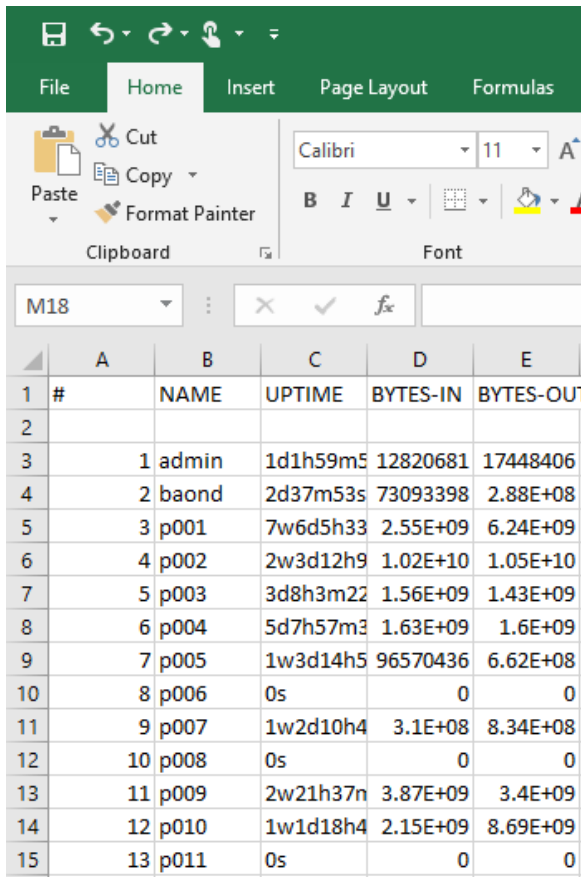 File Home Insert Page Layout Formulas
Cut
Copy
Format Painter
Paste
Calibri 11 A
B I U
Clipboard Font
M18 fx
A B C D E
1 # NAME UPTIME BYTES-IN BYTES-OUT
2
3 1 admin 1d1h59m5 12820681 17448406
4 2 baond 2d37m53s 73093398 2.88E+08
5 3 p001 7w6d5h33 2.55E+09 6.24E+09
6 4 p002 2w3d12h9 1.02E+10 1.05E+10
7 5 p003 3d8h3m22 1.56E+09 1.43E+09
8 6 p004 5d7h57m3 1.63E+09 1.6E+09
9 7 p005 1w3d14h5 96570436 6.62E+08
10 8 p006 0s 0 0
11 9 p007 1w2d10h4 3.1E+08 8.34E+08
12 10 p008 0s 0 0
13 11 p009 2w21h37m 3.87E+09 3.4E+09
14 12 p010 1w1d18h4 2.15E+09 8.69E+09
15 13 p011 0s 0 0